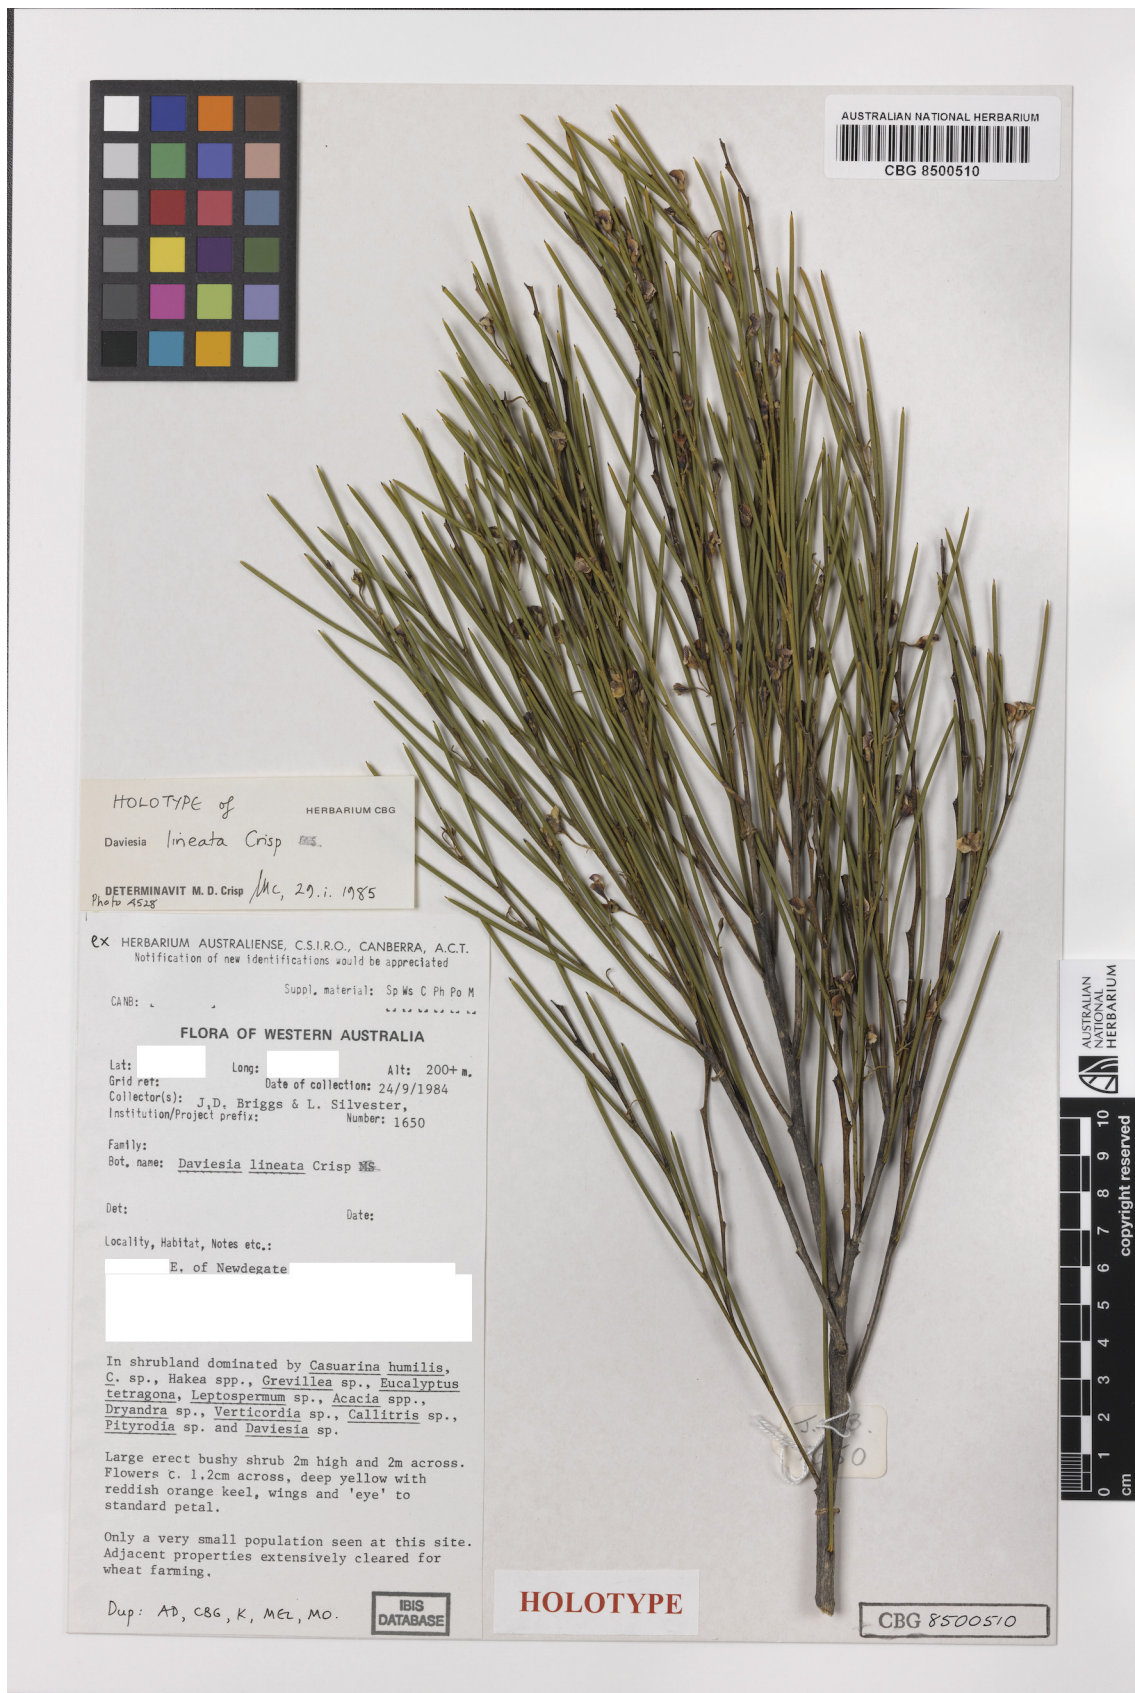 AUSTRALIAN NATIONAL HERBARIUM
CBG 8500510
HOLOTYPE of
HERBARIUM CBG
Daviesia lineata Crisp MS.
DETERMINAVIT M. D. Crisp Mc, 29.i.1985
Photo A528
ex HERBARIUM AUSTRALIENSE, C.S.I.R.O., CANBERRA, A.C.T.
Notification of new identifications would be appreciated
Suppl. material: Sp Ws C Ph Po M
CANB:
FLORA OF WESTERN AUSTRALIA
Lat: Long: Alt: 200+ m.
Grid ref: Date of collection: 24/9/1984
Collector(s): J.D. Briggs & L. Silvester,
Institution/Project prefix: Number: 1650
Family:
Bot. name: Daviesia lineata Crisp MS
Det: Date:
Locality, Habitat, Notes etc.:
E. of Newdegate
In shrubland dominated by Casuarina humilis,
C. sp., Hakea spp., Grevillea sp., Eucalyptus
tetragona, Leptospermum sp., Acacia spp.,
Dryandra sp., Verticordia sp., Callitris sp.,
Pityrodia sp. and Daviesia sp.
Large erect bushy shrub 2m high and 2m across.
Flowers c. 1.2cm across, deep yellow with
reddish orange keel, wings and 'eye' to
standard petal.
Only a very small population seen at this site.
Adjacent properties extensively cleared for
wheat farming.
Dup: AD, CBG, K, MEL, MO.
IBIS
DATABASE
HOLOTYPE
CBG 8500510
AUSTRALIAN
NATIONAL
HERBARIUM
copyright reserved
10
9
8
7
6
5
4
3
2
1
0
cm